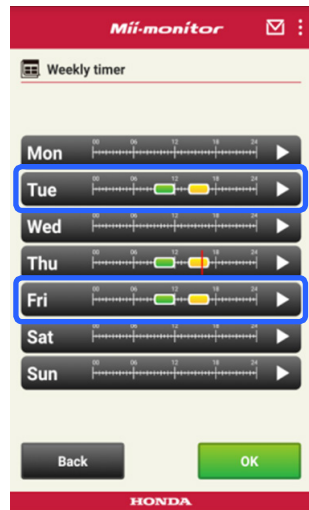 Mii-monitor
Weekly timer
Mon 00 06 12 18 24
Tue 00 06 12 18 24
Wed 00 06 12 18 24
Thu 00 06 12 18 24
Fri 00 06 12 18 24
Sat 00 06 12 18 24
Sun 00 06 12 18 24
Back OK
HONDA